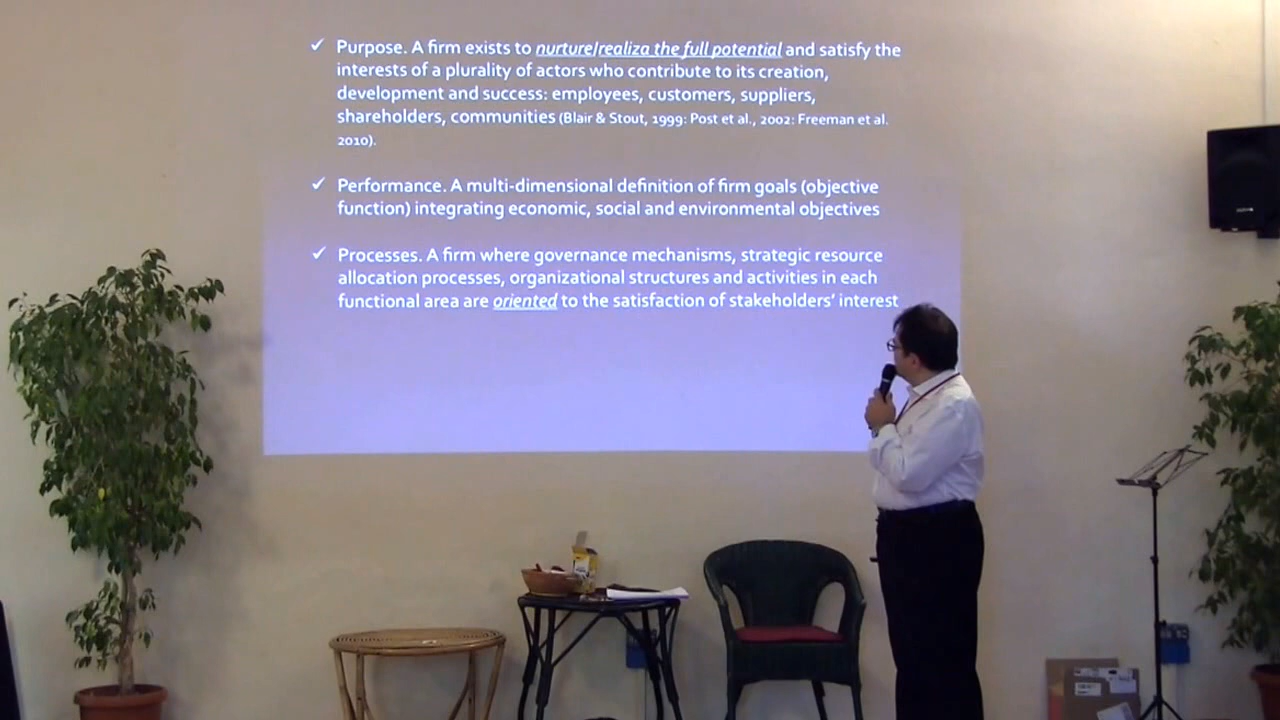 ✓ Purpose. A firm exists to nurture/realiza the full potential and satisfy the
interests of a plurality of actors who contribute to its creation,
development and success: employees, customers, suppliers,
shareholders, communities (Blair & Stout, 1999: Post et al., 2002: Freeman et al.
2010).
✓ Performance. A multi-dimensional definition of firm goals (objective
function) integrating economic, social and environmental objectives
✓ Processes. A firm where governance mechanisms, strategic resource
allocation processes, organizational structures and activities in each
functional area are oriented to the satisfaction of stakeholders' interest